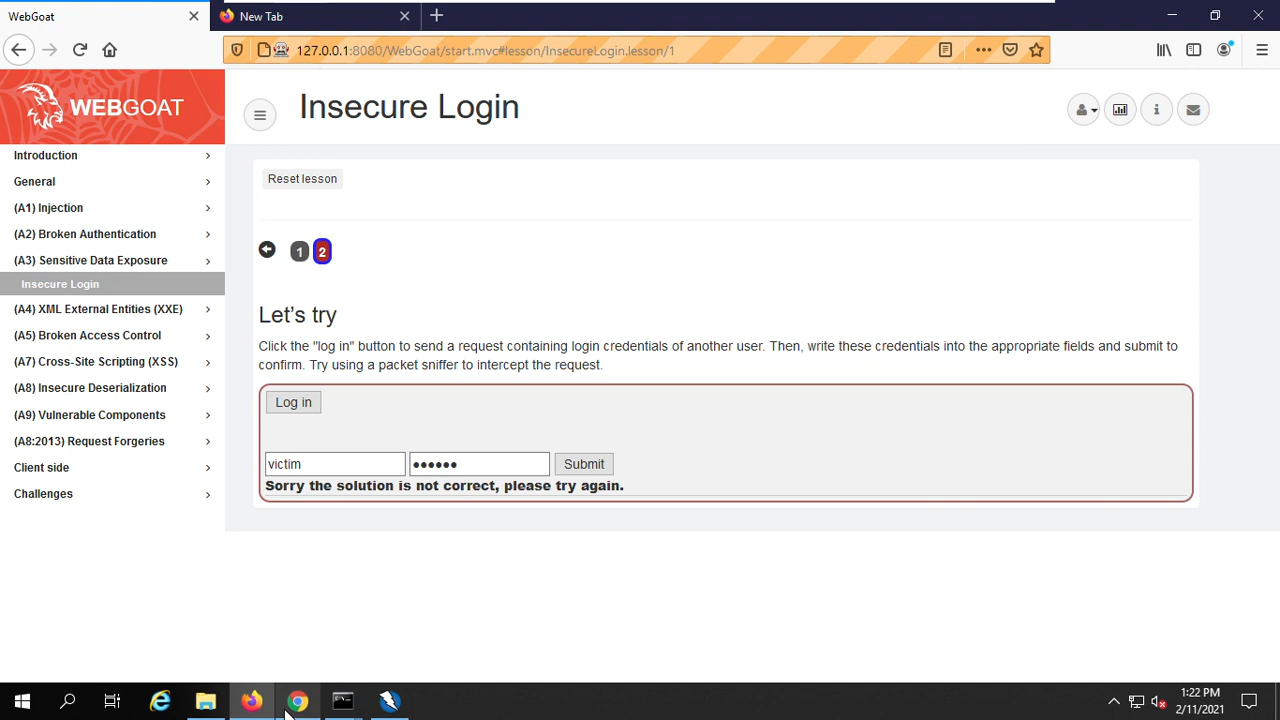 WebGoat
New Tab
127.0.0.1:8080/WebGoat/start.mvc#lesson/InsecureLogin.lesson/1
WEBGOAT
Insecure Login
Introduction
General
(A1) Injection
(A2) Broken Authentication
(A3) Sensitive Data Exposure
Insecure Login
(A4) XML External Entities (XXE)
(A5) Broken Access Control
(A7) Cross-Site Scripting (XSS)
(A8) Insecure Deserialization
(A9) Vulnerable Components
(A8:2013) Request Forgeries
Client side
Challenges
Reset lesson
1 2
Let's try
Click the "log in" button to send a request containing login credentials of another user. Then, write these credentials into the appropriate fields and submit to
confirm. Try using a packet sniffer to intercept the request.
Log in
victim ●●●●●● Submit
Sorry the solution is not correct, please try again.
1:22 PM
2/11/2021